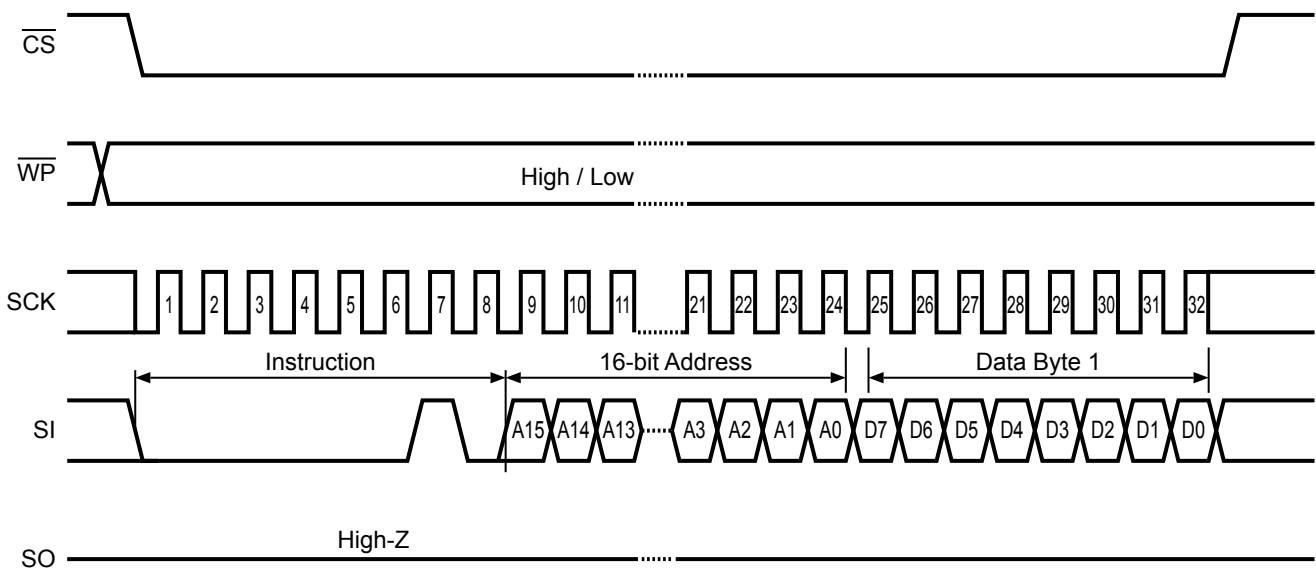 CS
WP
High / Low
SCK
1 2 3 4 5 6 7 8 9 10 11 21 22 23 24 25 26 27 28 29 30 31 32
Instruction 16-bit Address Data Byte 1
SI
A15 A14 A13 A3 A2 A1 A0 D7 D6 D5 D4 D3 D2 D1 D0
High-Z
SO